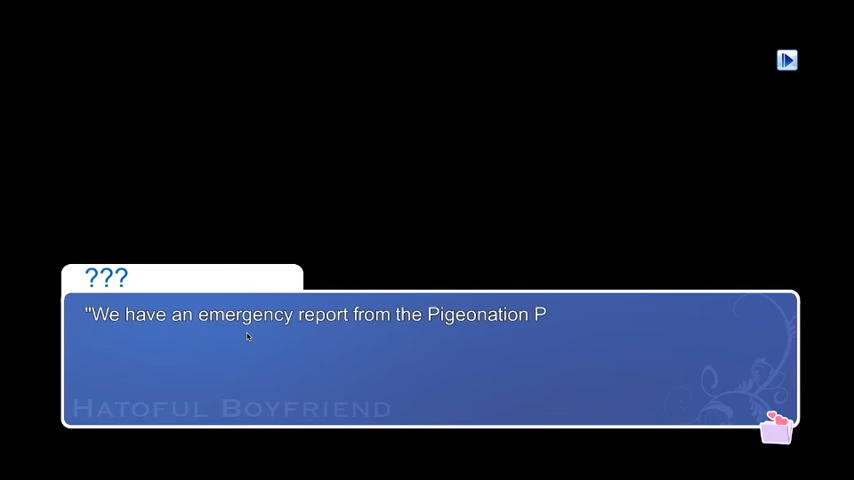 ???
"We have an emergency report from the Pigeonation P
HATOFUL BOYFRIEND